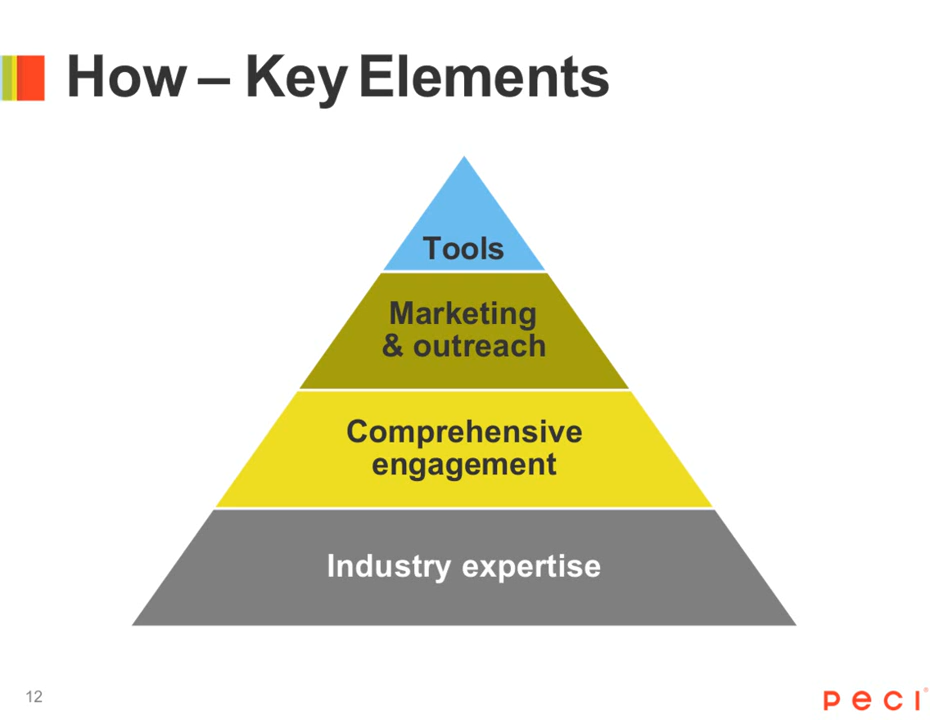 How – Key Elements
Tools
Marketing
& outreach
Comprehensive
engagement
Industry expertise
12
peci®